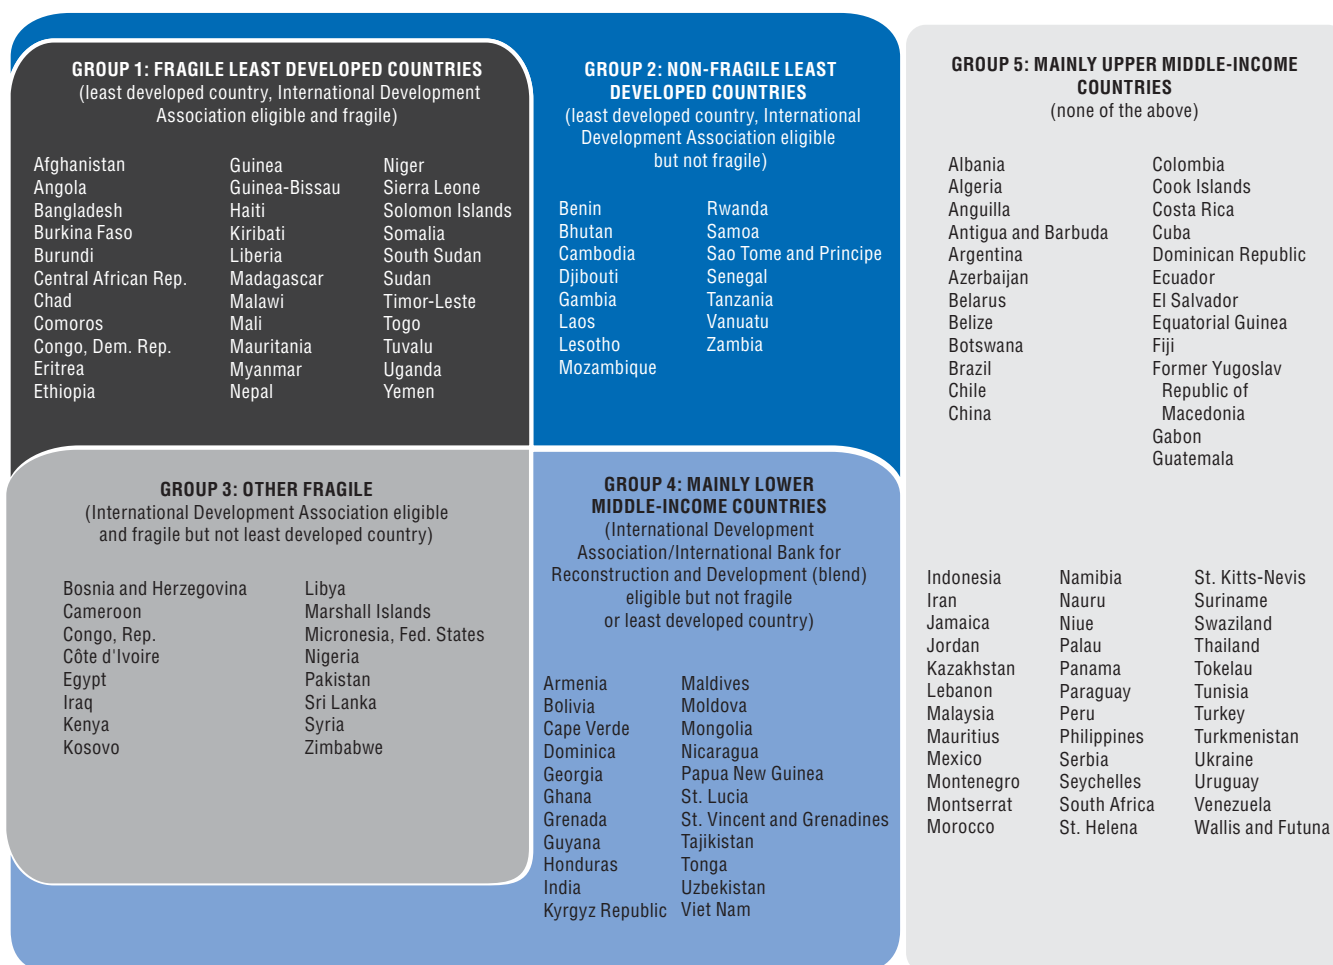 GROUP 1: FRAGILE LEAST DEVELOPED COUNTRIES
(least developed country, International Development
Association eligible and fragile)
Afghanistan
Angola
Bangladesh
Burkina Faso
Burundi
Central African Rep.
Chad
Comoros
Congo, Dem. Rep.
Eritrea
Ethiopia
Guinea
Guinea-Bissau
Haiti
Kiribati
Liberia
Madagascar
Malawi
Mali
Mauritania
Myanmar
Nepal
Niger
Sierra Leone
Solomon Islands
Somalia
South Sudan
Sudan
Timor-Leste
Togo
Tuvalu
Uganda
Yemen
GROUP 2: NON-FRAGILE LEAST
DEVELOPED COUNTRIES
(least developed country, International
Development Association eligible
but not fragile)
Benin
Bhutan
Cambodia
Djibouti
Gambia
Laos
Lesotho
Mozambique
Rwanda
Samoa
Sao Tome and Principe
Senegal
Tanzania
Vanuatu
Zambia
GROUP 3: OTHER FRAGILE
(International Development Association eligible
and fragile but not least developed country)
Bosnia and Herzegovina
Cameroon
Congo, Rep.
Côte d'Ivoire
Egypt
Iraq
Kenya
Kosovo
Libya
Marshall Islands
Micronesia, Fed. States
Nigeria
Pakistan
Sri Lanka
Syria
Zimbabwe
GROUP 4: MAINLY LOWER
MIDDLE-INCOME COUNTRIES
(International Development
Association/International Bank for
Reconstruction and Development (blend)
eligible but not fragile
or least developed country)
Armenia
Bolivia
Cape Verde
Dominica
Georgia
Ghana
Grenada
Guyana
Honduras
India
Kyrgyz Republic
Maldives
Moldova
Mongolia
Nicaragua
Papua New Guinea
St. Lucia
St. Vincent and Grenadines
Tajikistan
Tonga
Uzbekistan
Viet Nam
GROUP 5: MAINLY UPPER MIDDLE-INCOME
COUNTRIES
(none of the above)
Albania
Algeria
Anguilla
Antigua and Barbuda
Argentina
Azerbaijan
Belarus
Belize
Botswana
Brazil
Chile
China
Colombia
Cook Islands
Costa Rica
Cuba
Dominican Republic
Ecuador
El Salvador
Equatorial Guinea
Fiji
Former Yugoslav
Republic of
Macedonia
Gabon
Guatemala
Indonesia
Iran
Jamaica
Jordan
Kazakhstan
Lebanon
Malaysia
Mauritius
Mexico
Montenegro
Montserrat
Morocco
Namibia
Nauru
Niue
Palau
Panama
Paraguay
Peru
Philippines
Serbia
Seychelles
South Africa
St. Helena
St. Kitts-Nevis
Suriname
Swaziland
Thailand
Tokelau
Tunisia
Turkey
Turkmenistan
Ukraine
Uruguay
Venezuela
Wallis and Futuna